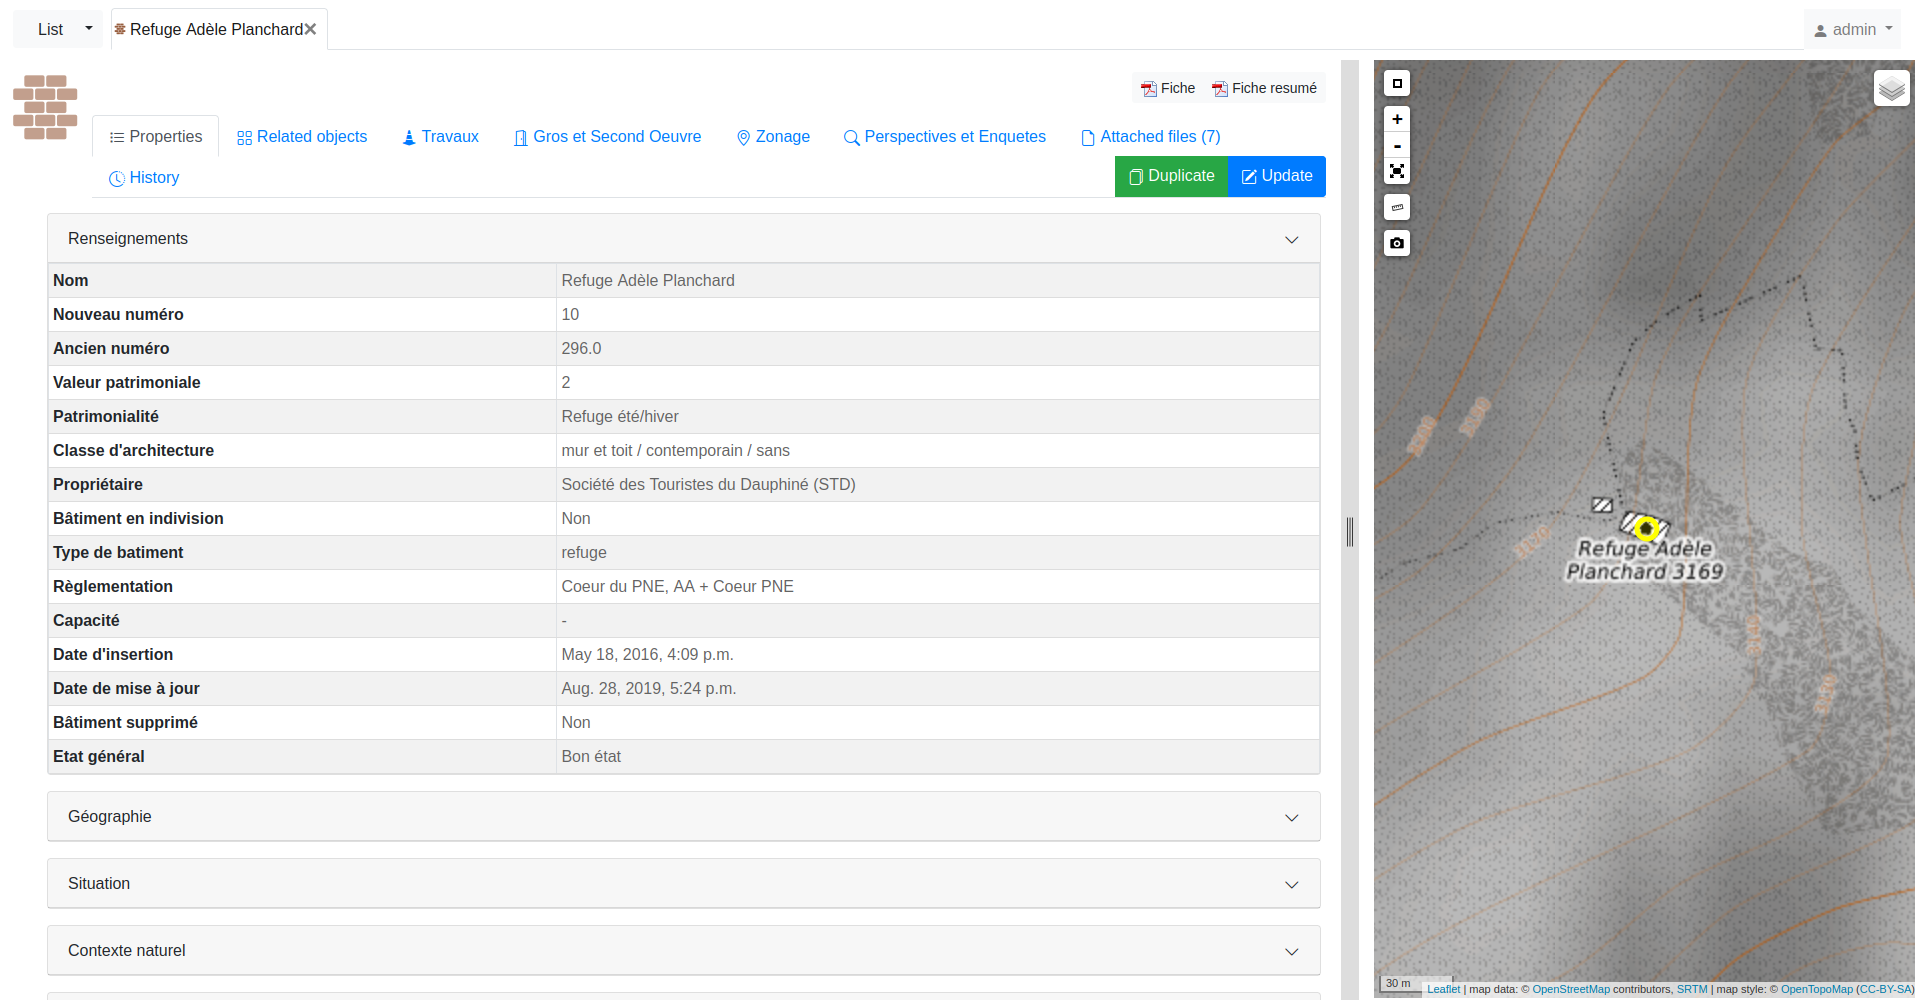 List
Refuge Adèle Planchard
admin
Fiche
Fiche resumé
Properties
Related objects
Travaux
Gros et Second Oeuvre
Zonage
Perspectives et Enquetes
Attached files (7)
History
Duplicate
Update
Renseignements
Nom Refuge Adèle Planchard
Nouveau numéro 10
Ancien numéro 296.0
Valeur patrimoniale 2
Patrimonialité Refuge été/hiver
Classe d'architecture mur et toit / contemporain / sans
Propriétaire Société des Touristes du Dauphiné (STD)
Bâtiment en indivision Non
Type de batiment refuge
Règlementation Coeur du PNE, AA + Coeur PNE
Capacité -
Date d'insertion May 18, 2016, 4:09 p.m.
Date de mise à jour Aug. 28, 2019, 5:24 p.m.
Bâtiment supprimé Non
Etat général Bon état
Géographie
Situation
Contexte naturel
+
-
Refuge Adèle
Planchard 3169
30 m
Leaflet | map data: © OpenStreetMap contributors, SRTM | map style: © OpenTopoMap (CC-BY-SA)